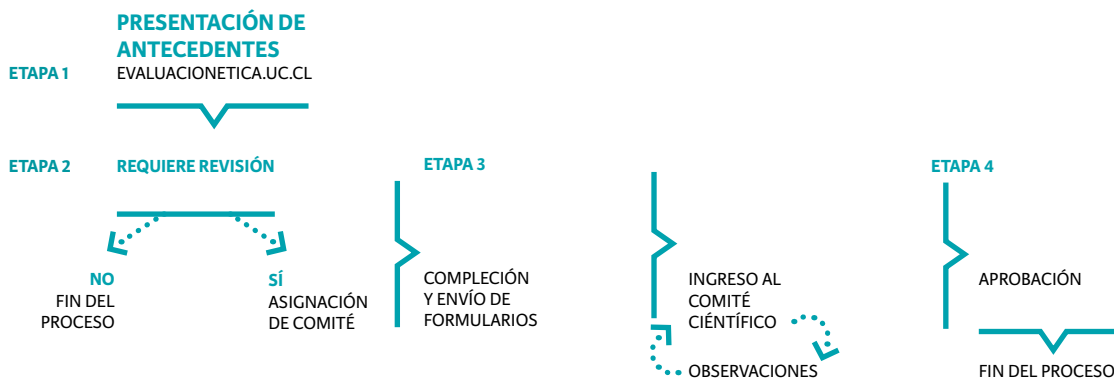 PRESENTACIÓN DE
ANTECEDENTES
ETAPA 1
EVALUACIONETICA.UC.CL
ETAPA 2
REQUIERE REVISIÓN
NO
FIN DEL
PROCESO
SÍ
ASIGNACIÓN
DE COMITÉ
ETAPA 3
COMPLECIÓN
Y ENVÍO DE
FORMULARIOS
INGRESO AL
COMITÉ
CIÉNTÍFICO
OBSERVACIONES
ETAPA 4
APROBACIÓN
FIN DEL PROCESO